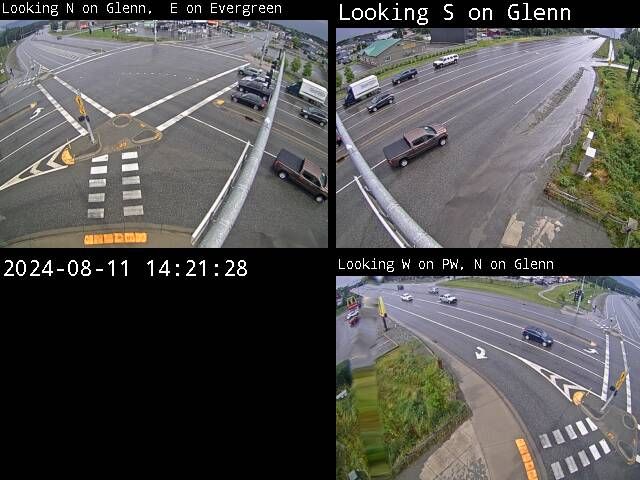 Looking N on Glenn,  E on Evergreen
Looking S on Glenn
2024-08-11 14:21:28
Looking W on PW, N on Glenn